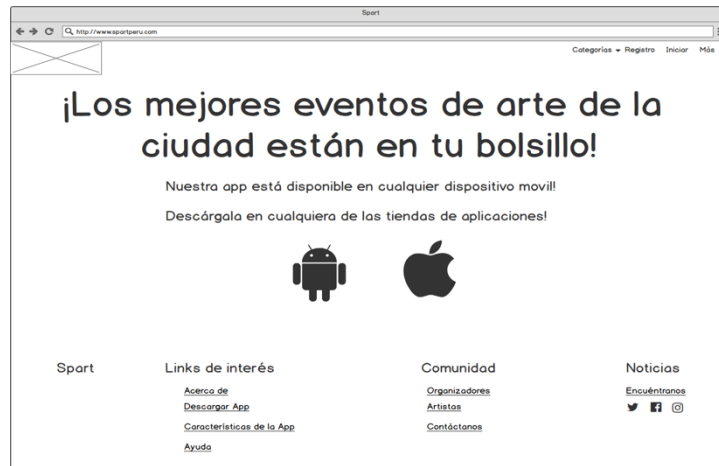 Spart
http://www.spartperu.com
Categorías Registro Iniciar Más
¡Los mejores eventos de arte de la
ciudad están en tu bolsillo!
Nuestra app está disponible en cualquier dispositivo movil!
Descárgala en cualquiera de las tiendas de aplicaciones!
Spart Links de interés Comunidad Noticias
Acerca de Organizadores Encuéntranos
Descargar App Artistas
Características de la App Contáctanos
Ayuda